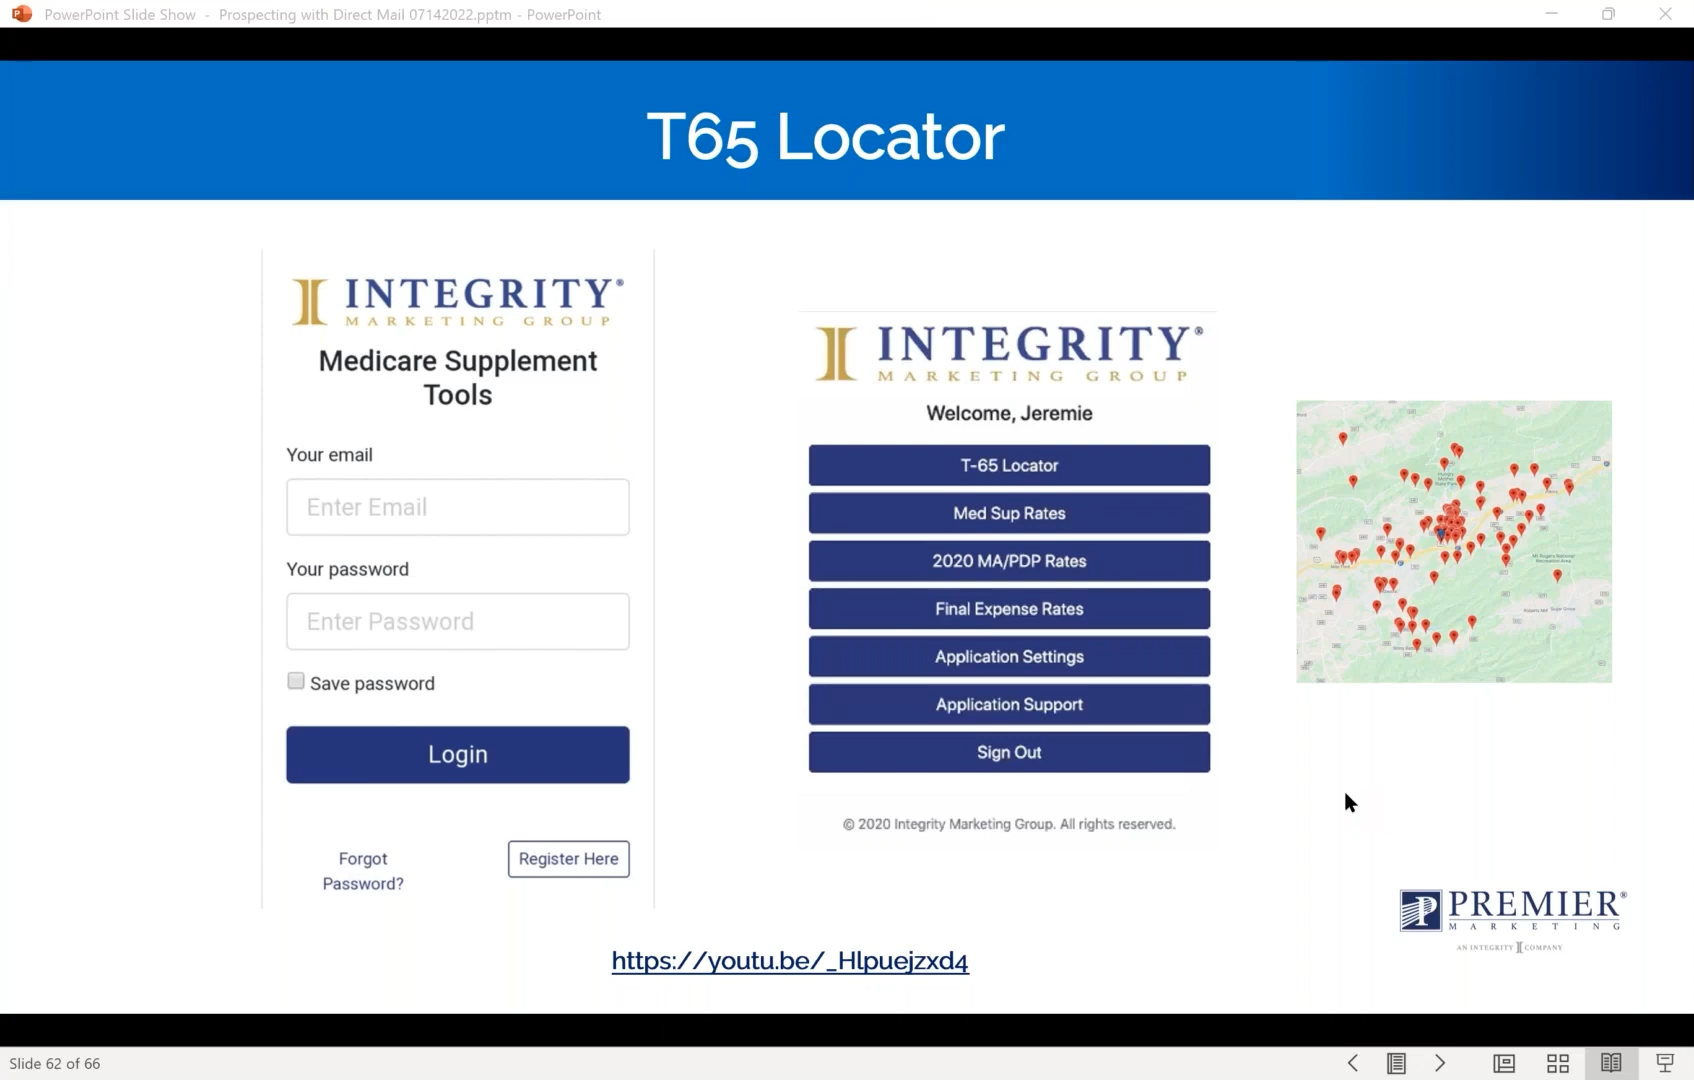 PowerPoint Slide Show - Prospecting with Direct Mail 07142022.pptm - PowerPoint
T65 Locator
INTEGRITY®
MARKETING GROUP
Medicare Supplement
Tools
Your email
Enter Email
Your password
Enter Password
Save password
Login
Forgot
Password?
Register Here
INTEGRITY®
MARKETING GROUP
Welcome, Jeremie
T-65 Locator
Med Sup Rates
2020 MA/PDP Rates
Final Expense Rates
Application Settings
Application Support
Sign Out
© 2020 Integrity Marketing Group. All rights reserved.
PREMIER®
MARKETING
AN INTEGRITY COMPANY
https://youtu.be/_Hlpuejzxd4
Slide 62 of 66